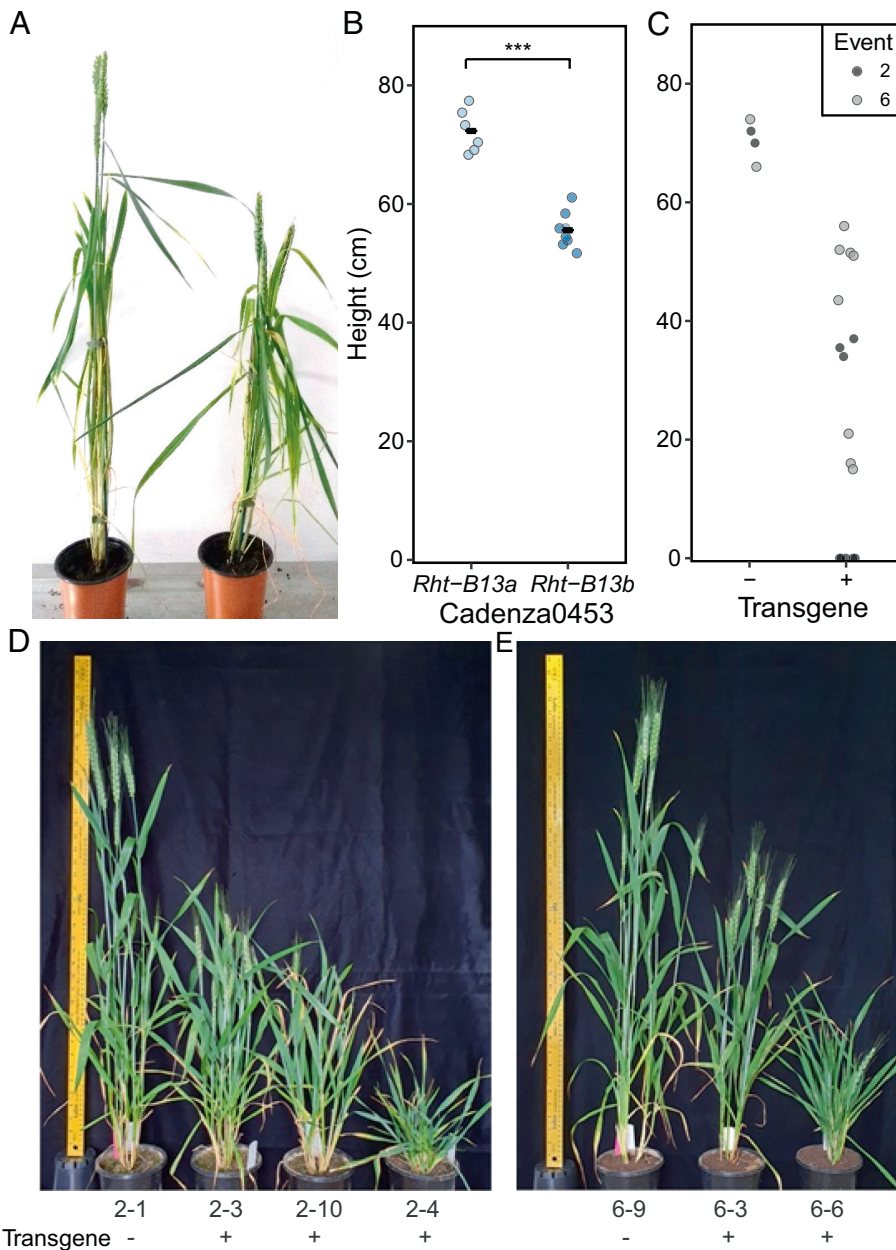 A
B
C
Height (cm)
80
60
40
20
0
***
Rht−B13a Rht−B13b
Cadenza0453
80
60
40
20
0
Event
2
6
− +
Transgene
D
E
2-1 2-3 2-10 2-4 6-9 6-3 6-6
Transgene - + + + - + +